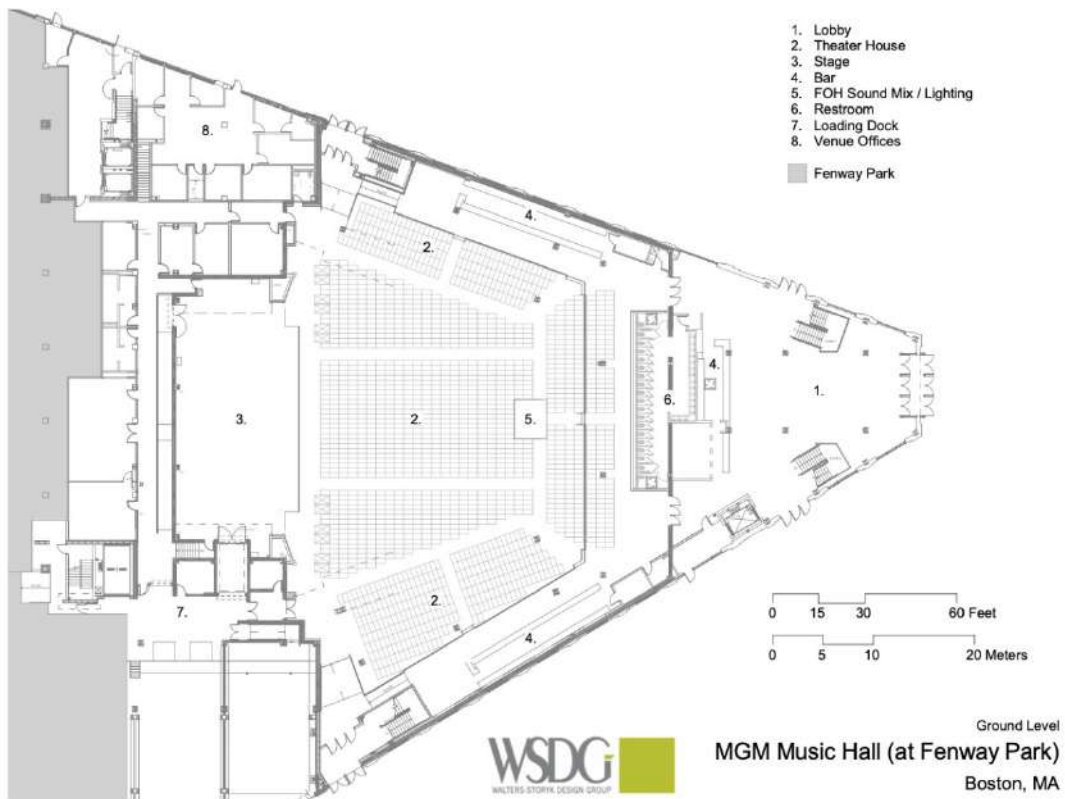 1. Lobby
2. Theater House
3. Stage
4. Bar
5. FOH Sound Mix / Lighting
6. Restroom
7. Loading Dock
8. Venue Offices
Fenway Park
8.
4.
2.
4.
1.
6.
3.
2.
5.
2.
7.
4.
0 15 30 60 Feet
0 5 10 20 Meters
Ground Level
WSDG
WALTERS-STORYK DESIGN GROUP
MGM Music Hall (at Fenway Park)
Boston, MA